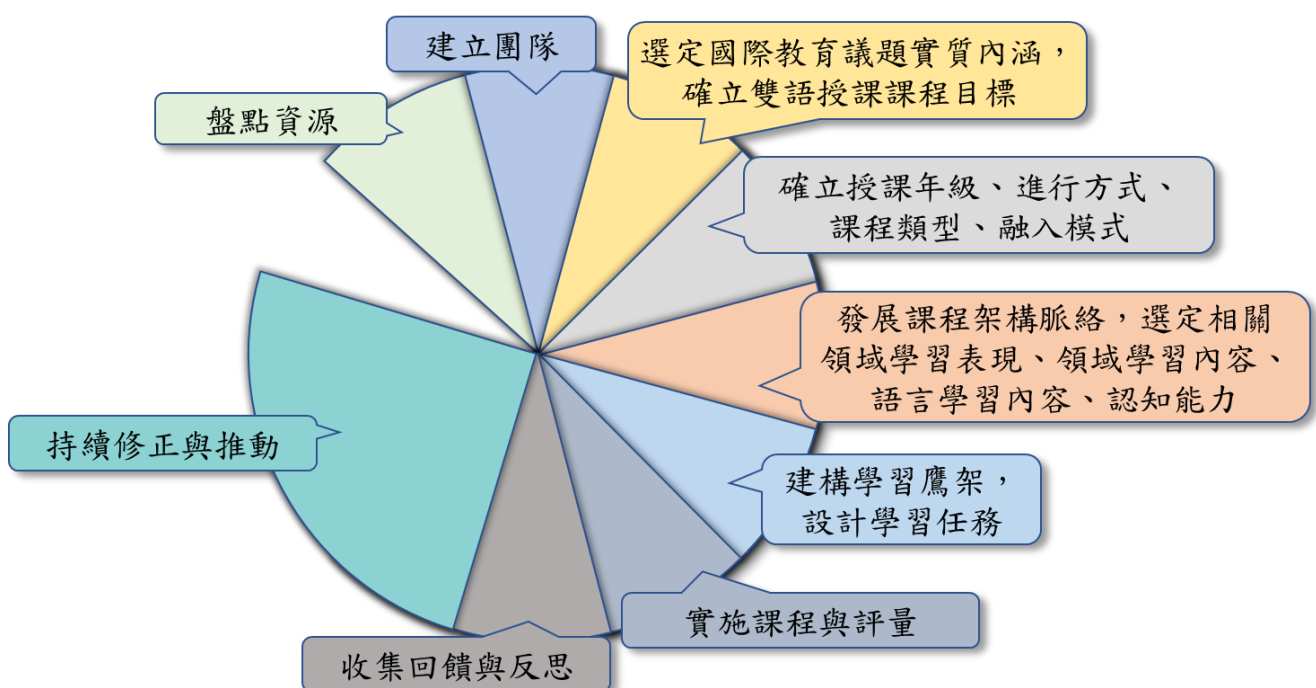 盤點資源
建立團隊
選定國際教育議題實質內涵，
確立雙語授課課程目標
確立授課年級、進行方式、
課程類型、融入模式
發展課程架構脈絡，選定相關
領域學習表現、領域學習內容、
語言學習內容、認知能力
建構學習鷹架，
設計學習任務
實施課程與評量
收集回饋與反思
持續修正與推動